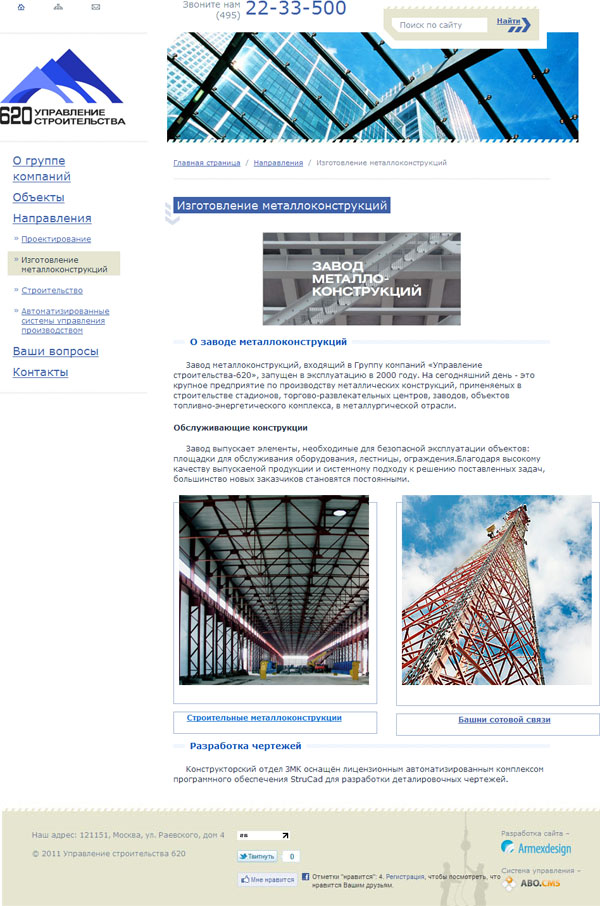 Звоните нам
(495) 22-33-500
Поиск по сайту
Найти
620 УПРАВЛЕНИЕ
СТРОИТЕЛЬСТВА
О группе
компаний
Объекты
Направления
Проектирование
Изготовление
металлоконструкций
Строительство
Автоматизированные
системы управления
производством
Ваши вопросы
Контакты
Главная страница / Направления / Изготовление металлоконструкций
Изготовление металлоконструкций
ЗАВОД
МЕТАЛЛО-
КОНСТРУКЦИЙ
О заводе металлоконструкций
Завод металлоконструкций, входящий в Группу компаний «Управление
строительства-620», запущен в эксплуатацию в 2000 году. На сегодняшний день - это
крупное предприятие по производству металлических конструкций, применяемых в
строительстве стадионов, торгово-развлекательных центров, заводов, объектов
топливно-энергетического комплекса, в металлургической отрасли.
Обслуживающие конструкции
Завод выпускает элементы, необходимые для безопасной эксплуатации объектов:
площадки для обслуживания оборудования, лестницы, ограждения.Благодаря высокому
качеству выпускаемой продукции и системному подходу к решению поставленных задач,
большинство новых заказчиков становятся постоянными.
Строительные металлоконструкции
Башни сотовой связи
Разработка чертежей
Конструкторский отдел ЗМК оснащён лицензионным автоматизированным комплексом
программного обеспечения StruCad для разработки деталировочных чертежей.
Наш адрес: 121151, Москва, ул. Раевского, дом 4
© 2011 Управление строительства 620
Твитнуть 0
Мне нравится
Отметки "нравится": 4. Регистрация, чтобы посмотреть, что
нравится Вашим друзьям.
Разработка сайта –
Armexdesign
Система управления –
ABO.CMS